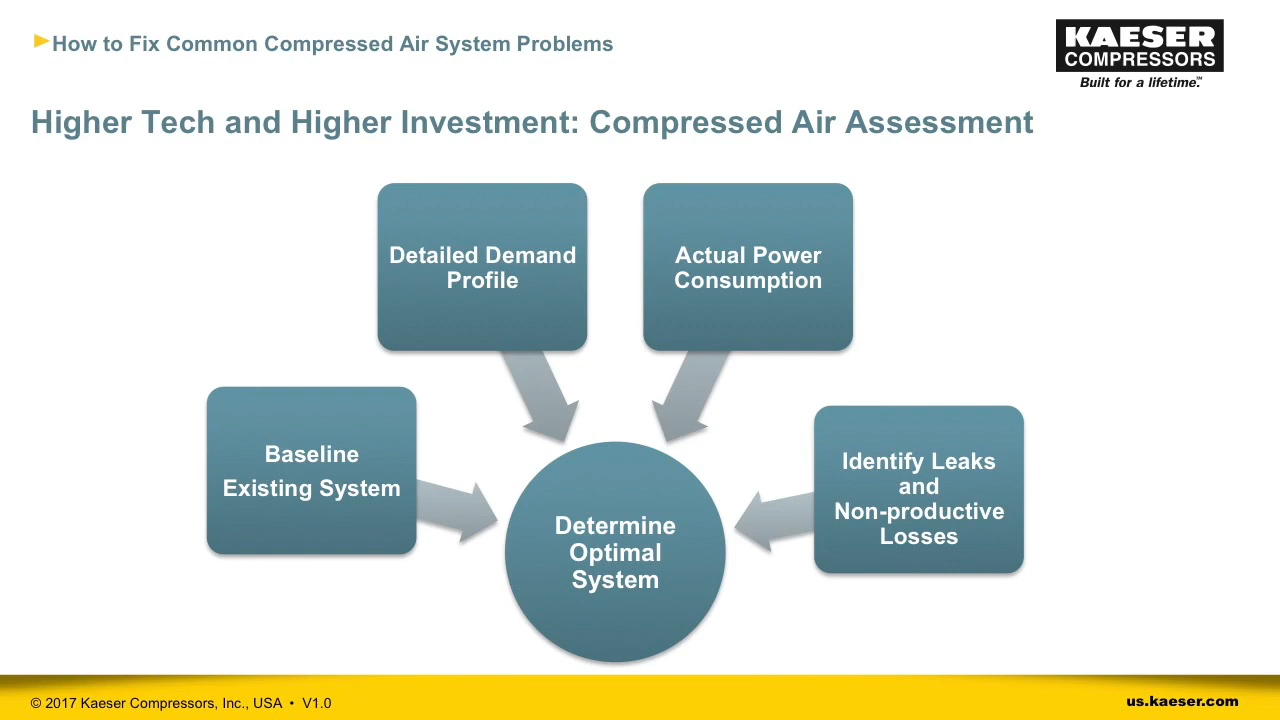 How to Fix Common Compressed Air System Problems
KAESER
COMPRESSORS
Built for a lifetime.™
Higher Tech and Higher Investment: Compressed Air Assessment
Detailed Demand
Profile
Actual Power
Consumption
Baseline
Existing System
Identify Leaks
and
Non-productive
Losses
Determine
Optimal
System
© 2017 Kaeser Compressors, Inc., USA • V1.0
us.kaeser.com